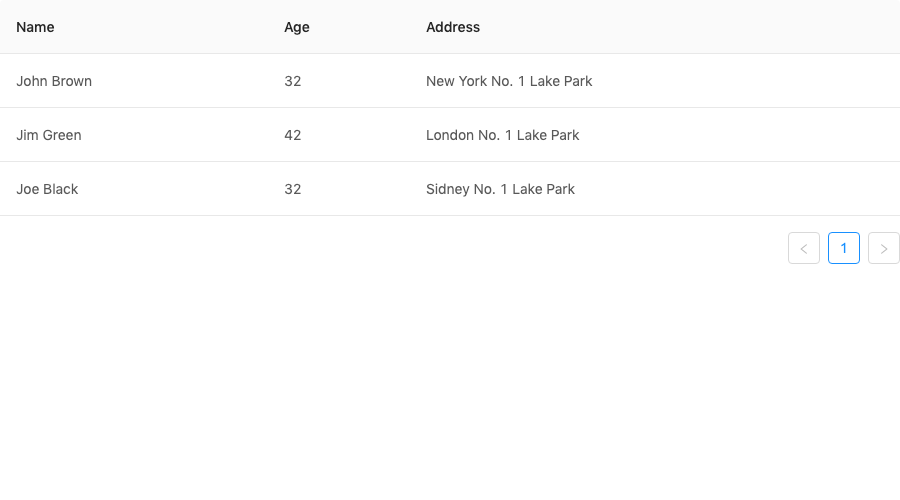 Name Age Address
John Brown 32 New York No. 1 Lake Park
Jim Green 42 London No. 1 Lake Park
Joe Black 32 Sidney No. 1 Lake Park
1